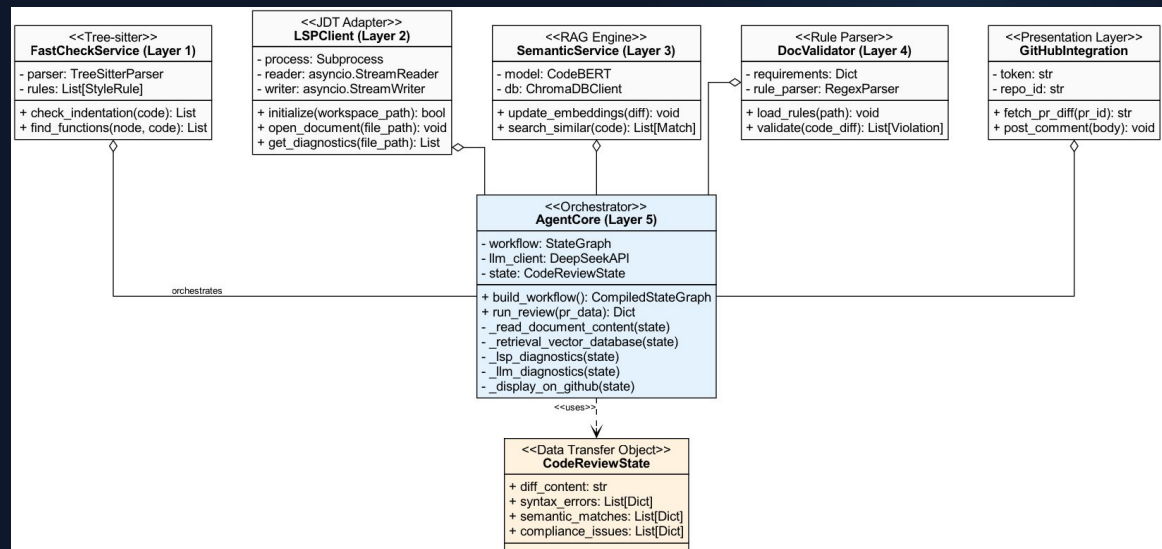 <<Tree-sitter>>
FastCheckService (Layer 1)
- parser: TreeSitterParser
- rules: List[StyleRule]
+ check_indentation(code): List
+ find_functions(node, code): List
<<JDT Adapter>>
LSPClient (Layer 2)
- process: Subprocess
- reader: asyncio.StreamReader
- writer: asyncio.StreamWriter
+ initialize(workspace_path): bool
+ open_document(file_path): void
+ get_diagnostics(file_path): List
<<RAG Engine>>
SemanticService (Layer 3)
- model: CodeBERT
- db: ChromaDBClient
+ update_embeddings(diff): void
+ search_similar(code): List[Match]
<<Rule Parser>>
DocValidator (Layer 4)
- requirements: Dict
- rule_parser: RegexParser
+ load_rules(path): void
+ validate(code_diff): List[Violation]
<<Presentation Layer>>
GitHubIntegration
- token: str
- repo_id: str
+ fetch_pr_diff(pr_id): str
+ post_comment(body): void
orchestrates
<<Orchestrator>>
AgentCore (Layer 5)
- workflow: StateGraph
- llm_client: DeepSeekAPI
- state: CodeReviewState
+ build_workflow(): CompiledStateGraph
+ run_review(pr_data): Dict
- _read_document_content(state)
- _retrieval_vector_database(state)
- _lsp_diagnostics(state)
- _llm_diagnostics(state)
- _display_on_github(state)
<<uses>>
<<Data Transfer Object>>
CodeReviewState
+ diff_content: str
+ syntax_errors: List[Dict]
+ semantic_matches: List[Dict]
+ compliance_issues: List[Dict]